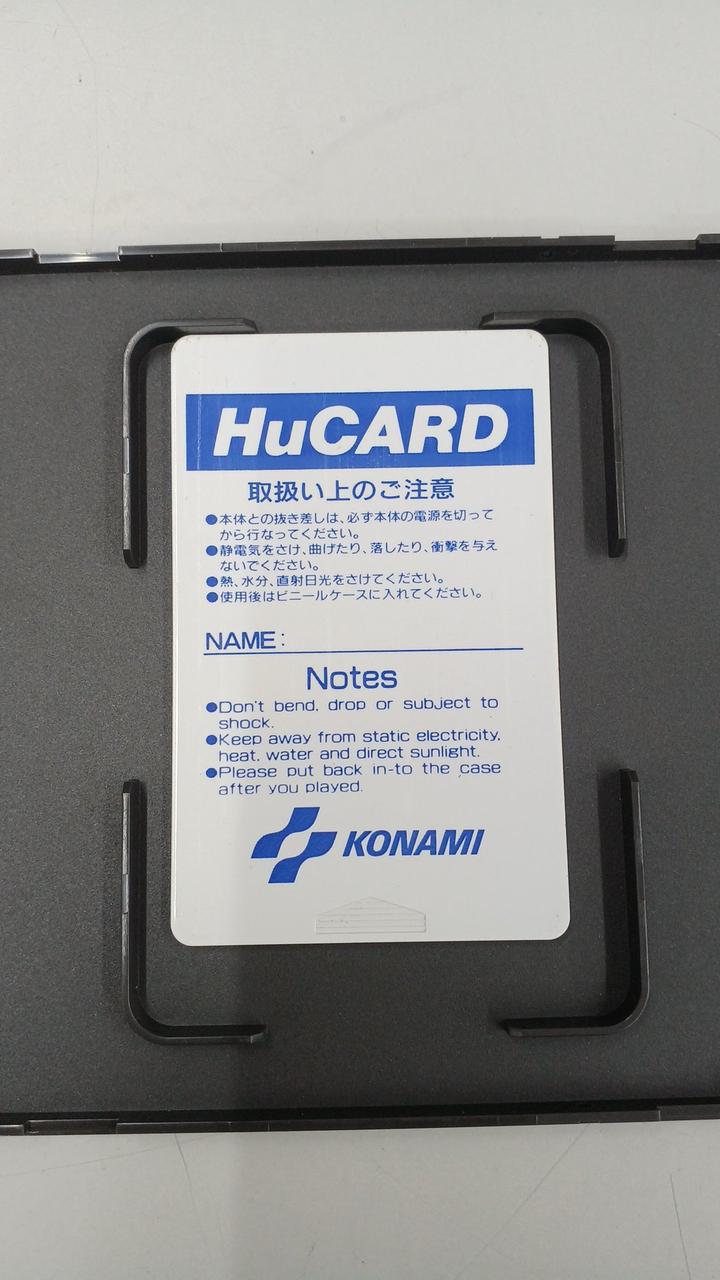 HuCARD
取扱い上のご注意
●本体との抜き差しは、必ず本体の電源を切って
から行なってください。
●静電気をさけ、曲げたり、落したり、衝撃を与え
ないでください。
●熱、水分、直射日光をさけてください。
●使用後はビニールケースに入れてください。
NAME:
Notes
●Don't bend, drop or subject to
shock.
●Keep away from static electricity,
heat, water and direct sunlight.
●Please put back in-to the case
after you played.
KONAMI